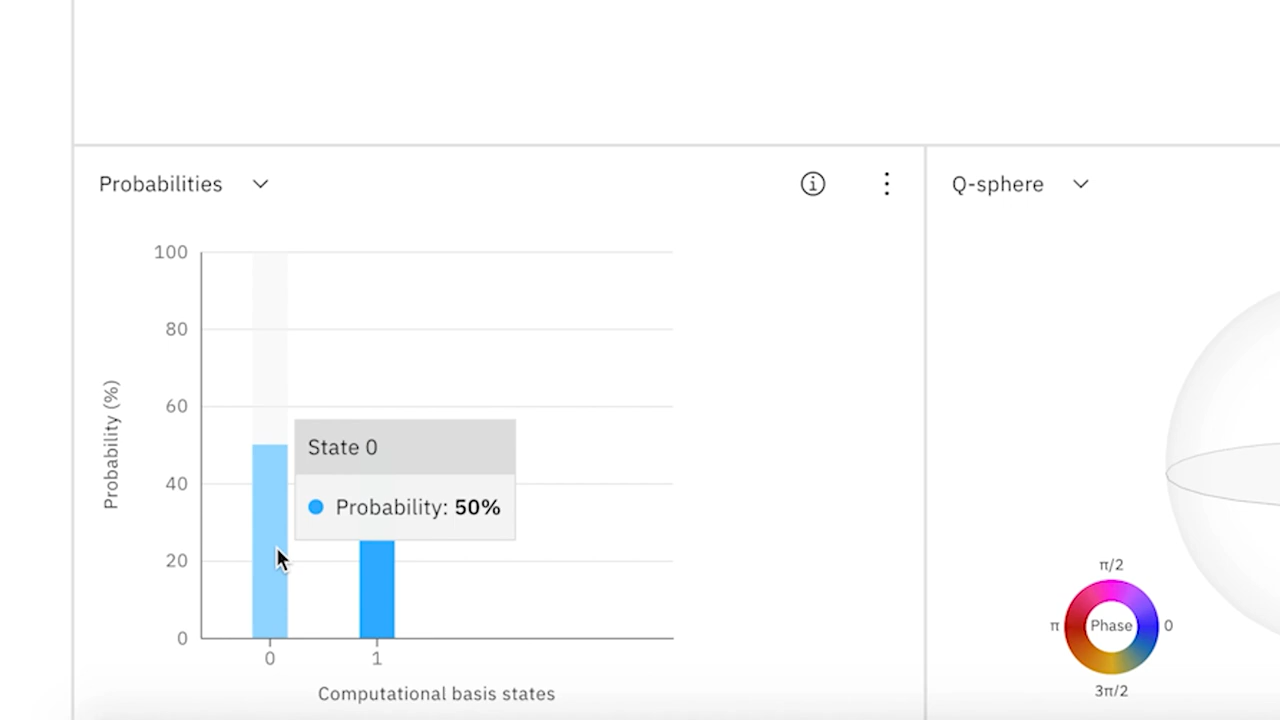 Probabilities
Q-sphere
100
80
60
40
20
0
Probability (%)
State 0
Probability: 50%
0
1
Computational basis states
π/2
π
Phase
0
3π/2